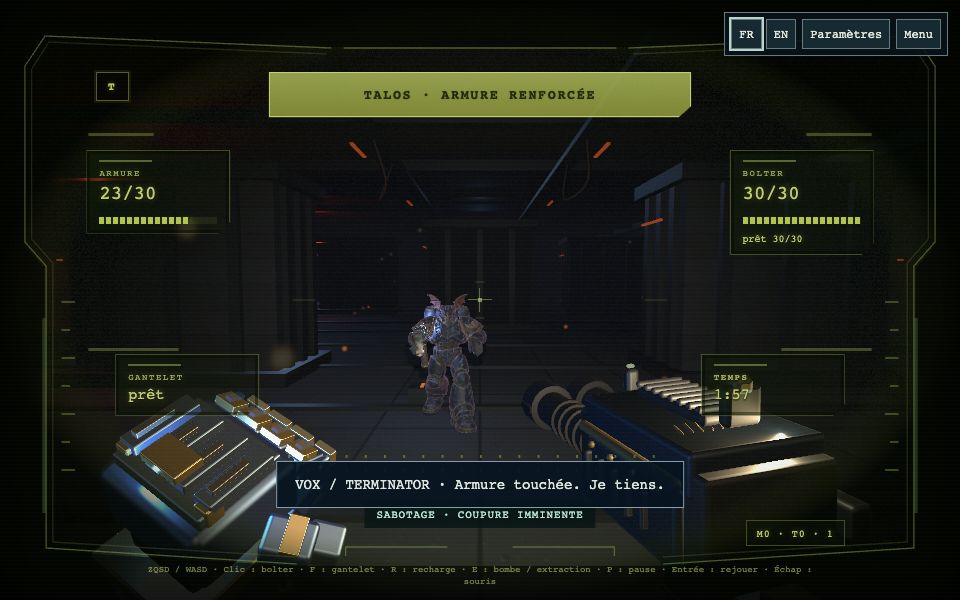 FR EN Paramètres Menu
T
TALOS · ARMURE RENFORCÉE
ARMURE
23/30
BOLTER
30/30
prêt 30/30
GANTELET
prêt
TEMPS
1:57
VOX / TERMINATOR · Armure touchée. Je tiens.
SABOTAGE · COUPURE IMMINENTE
M0 · T0 · 1
ZQSD / WASD · Clic : bolter · F : gantelet · R : recharge · E : bombe / extraction · P : pause · Entrée : rejouer · Échap :
souris